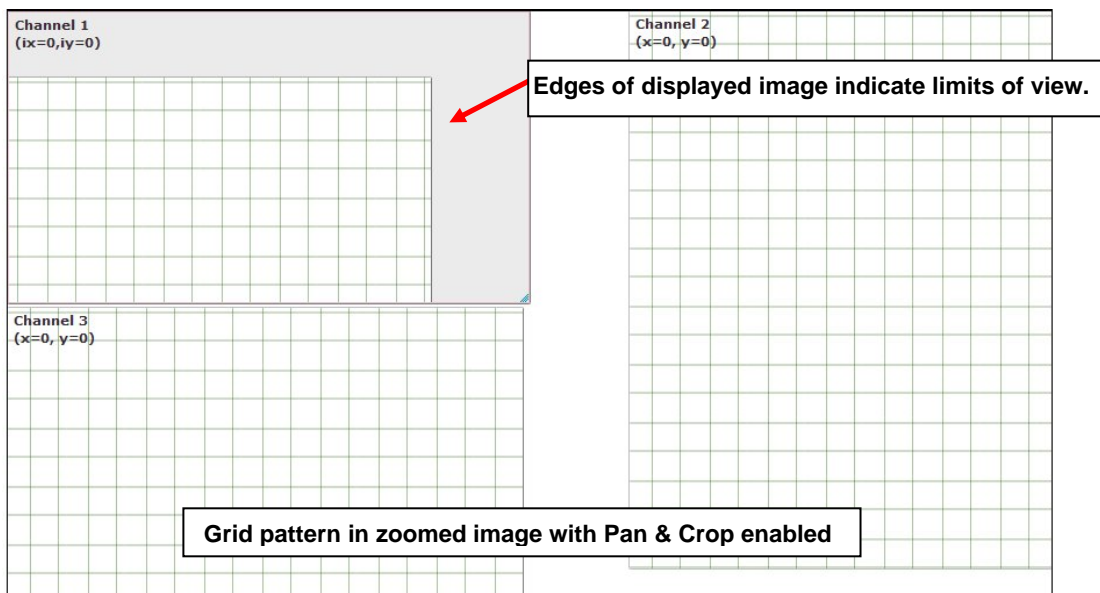 Channel 1
(ix=0,iy=0)
Channel 2
(x=0, y=0)
Edges of displayed image indicate limits of view.
Channel 3
(x=0, y=0)
Grid pattern in zoomed image with Pan & Crop enabled